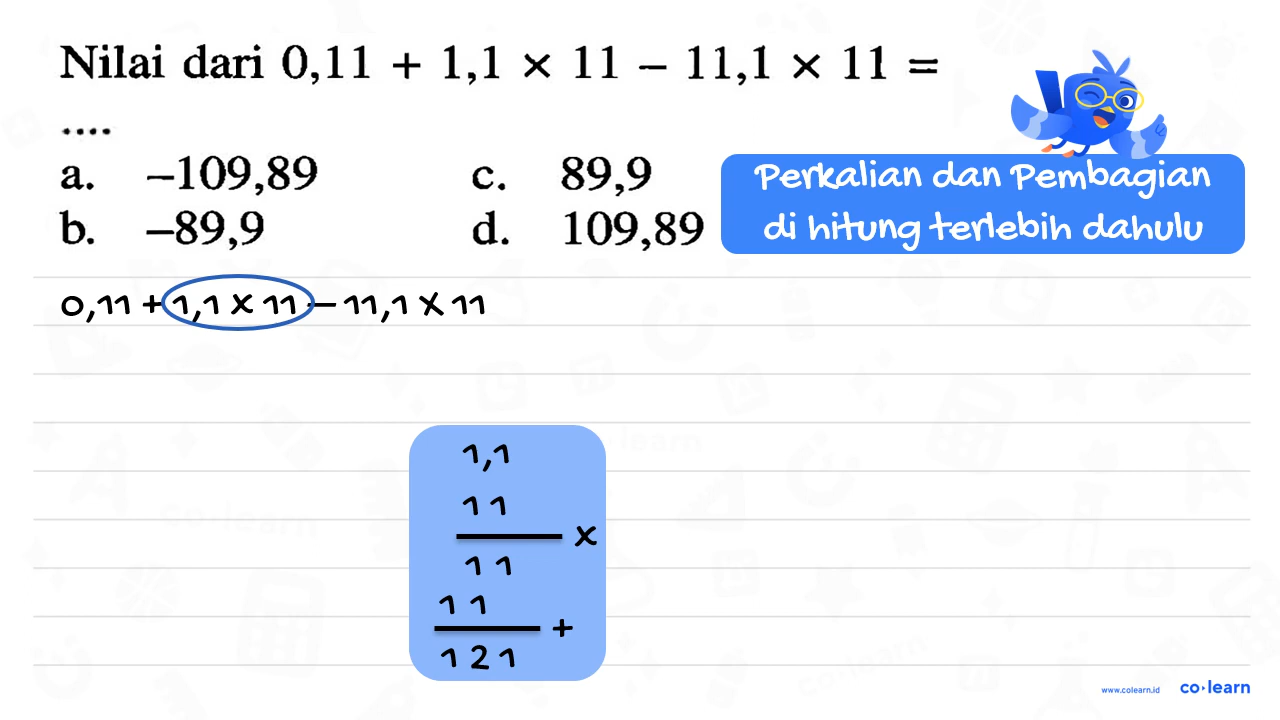 Nilai dari 0,11 + 1,1 × 11 – 11,1 × 11 =
....
a. –109,89 c. 89,9
b. –89,9 d. 109,89
Perkalian dan Pembagian
di hitung terlebih dahulu
0,11 + 1,1 x 11 – 11,1 x 11
1,1
11
x
11
11
+
121
www.colearn.id co·learn